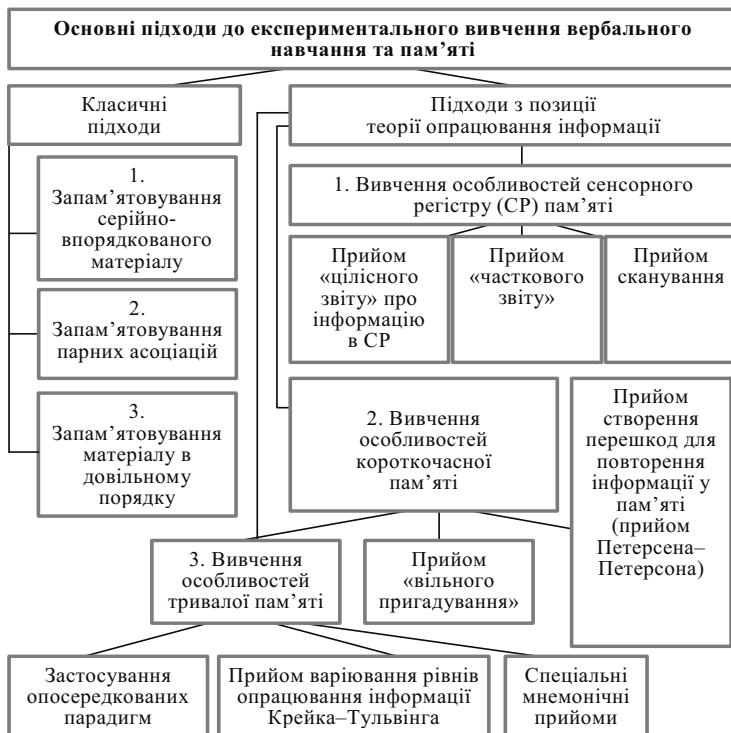 Основні підходи до експериментального вивчення вербального
навчання та пам’яті
Класичні
підходи
Підходи з позиції
теорії опрацювання інформації
1.
Запам’ятовування
серійно-
впорядкованого
матеріалу
2.
Запам’ятовування
парних асоціацій
3.
Запам’ятовування
матеріалу в
довільному
порядку
1. Вивчення особливостей сенсорного
регістру (СР) пам’яті
Прийом
«цілісного
звіту» про
інформацію
в СР
Прийом
«часткового
звіту»
Прийом
сканування
2. Вивчення
особливостей
короткочасної
пам’яті
Прийом
створення
перешкод для
повторення
інформації у
пам’яті
(прийом
Петерсена–
Петерсона)
3. Вивчення
особливостей
тривалої пам’яті
Прийом
«вільного
пригадування»
Застосування
опосередкованих
парадигм
Прийом варіювання рівнів
опрацювання інформації
Крейка–Тульвінга
Спеціальні
мнемонічні
прийоми